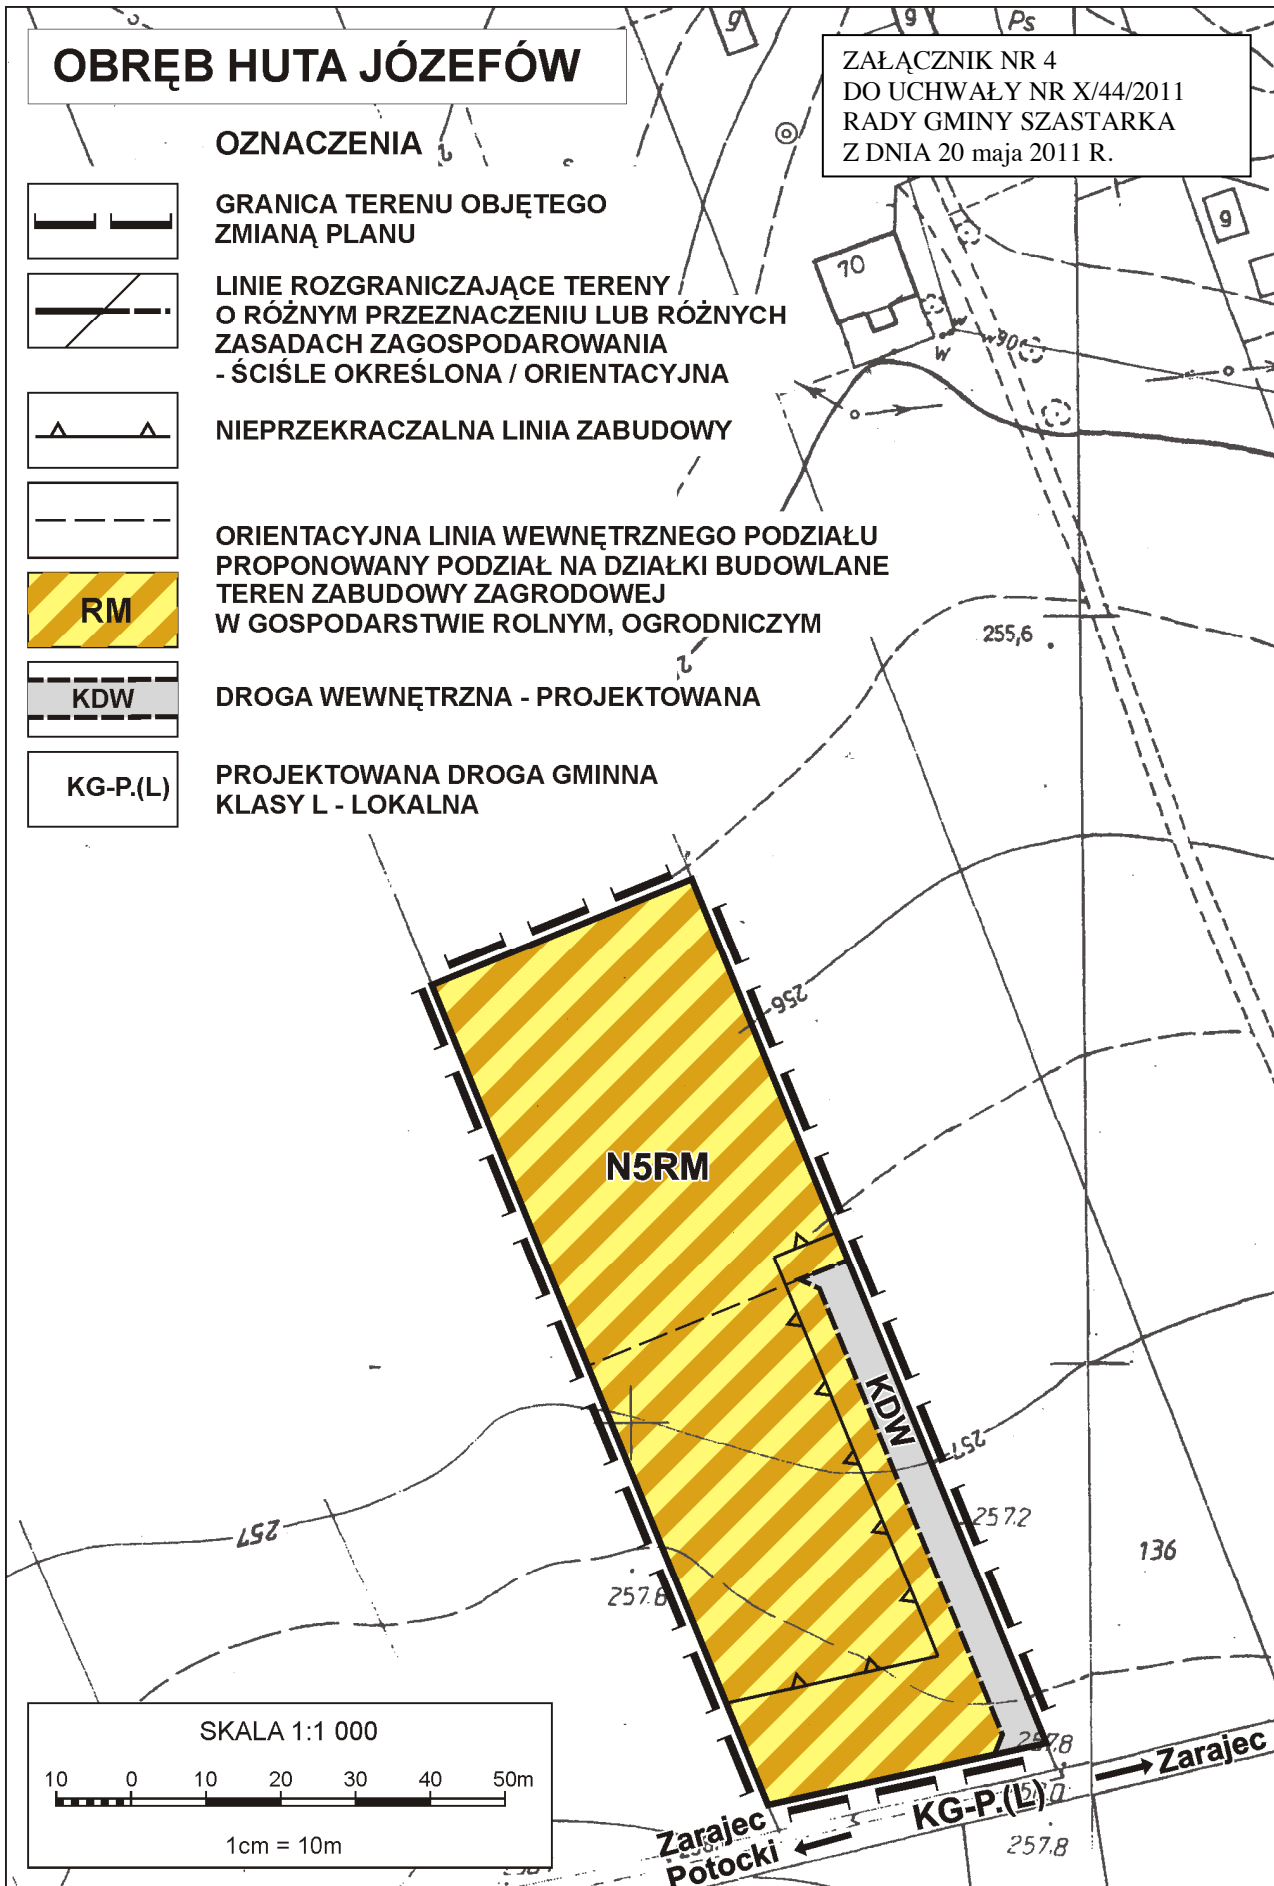 OBRĘB HUTA JÓZEFÓW
ZAŁĄCZNIK NR 4
DO UCHWAŁY NR X/44/2011
RADY GMINY SZASTARKA
Z DNIA 20 maja 2011 R.
OZNACZENIA
GRANICA TERENU OBJĘTEGO
ZMIANĄ PLANU
LINIE ROZGRANICZAJĄCE TERENY
O RÓŻNYM PRZEZNACZENIU LUB RÓŻNYCH
ZASADACH ZAGOSPODAROWANIA
- ŚCIŚLE OKREŚLONA / ORIENTACYJNA
NIEPRZEKRACZALNA LINIA ZABUDOWY
ORIENTACYJNA LINIA WEWNĘTRZNEGO PODZIAŁU
PROPONOWANY PODZIAŁ NA DZIAŁKI BUDOWLANE
RM
TEREN ZABUDOWY ZAGRODOWEJ
W GOSPODARSTWIE ROLNYM, OGRODNICZYM
KDW
DROGA WEWNĘTRZNA - PROJEKTOWANA
KG-P.(L)
PROJEKTOWANA DROGA GMINNA
KLASY L - LOKALNA
g
g
Ps
g
70
w
w
w90
255,6
256
N5RM
KDW
257
257
257.2
136
257.8
257.8
Zarajec
KG-P.(L)
257.8
Zarajec
Potocki
SKALA 1:1 000
10 0 10 20 30 40 50m
1cm = 10m